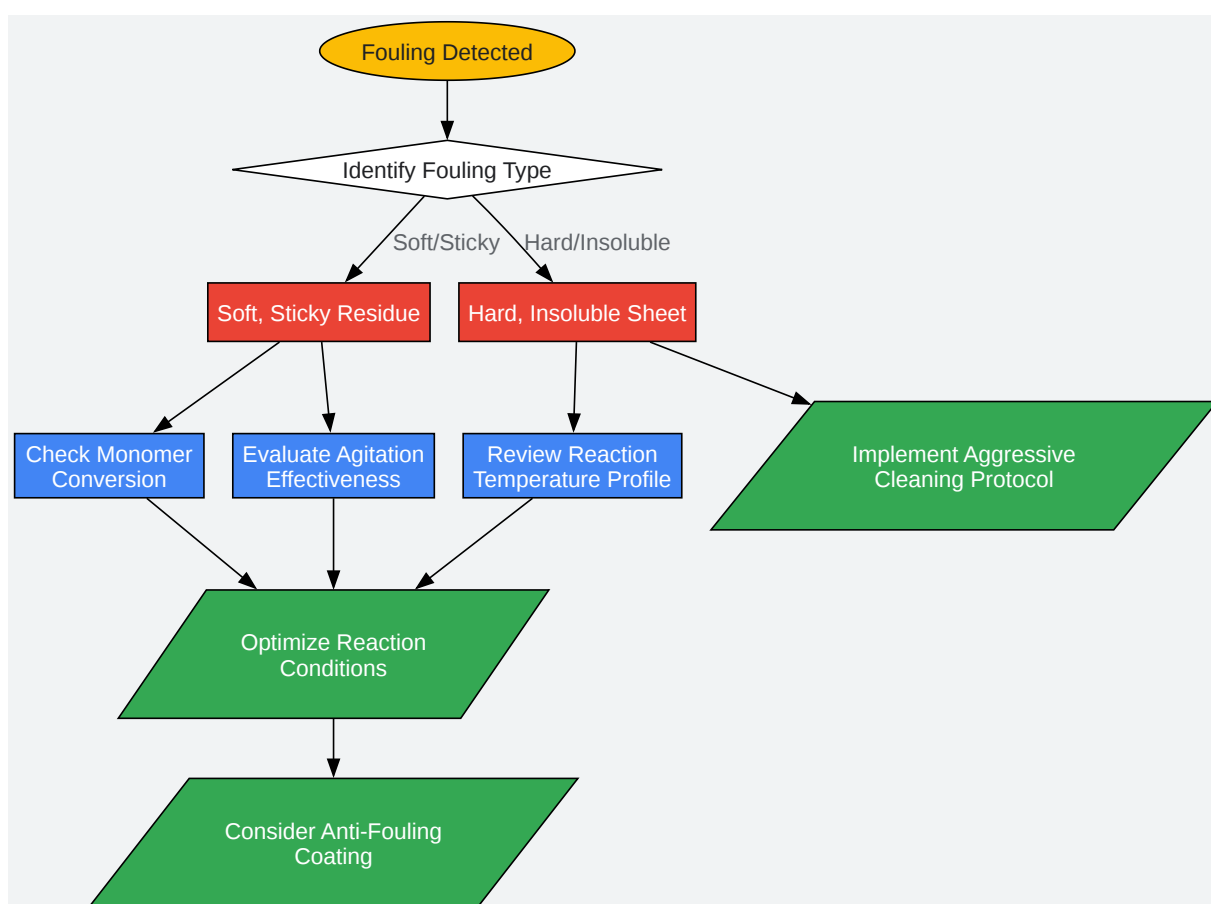 Fouling Detected
Identify Fouling Type
Soft/Sticky
Hard/Insoluble
Soft, Sticky Residue
Hard, Insoluble Sheet
Check Monomer
Conversion
Evaluate Agitation
Effectiveness
Review Reaction
Temperature Profile
Implement Aggressive
Cleaning Protocol
Optimize Reaction
Conditions
Consider Anti-Fouling
Coating